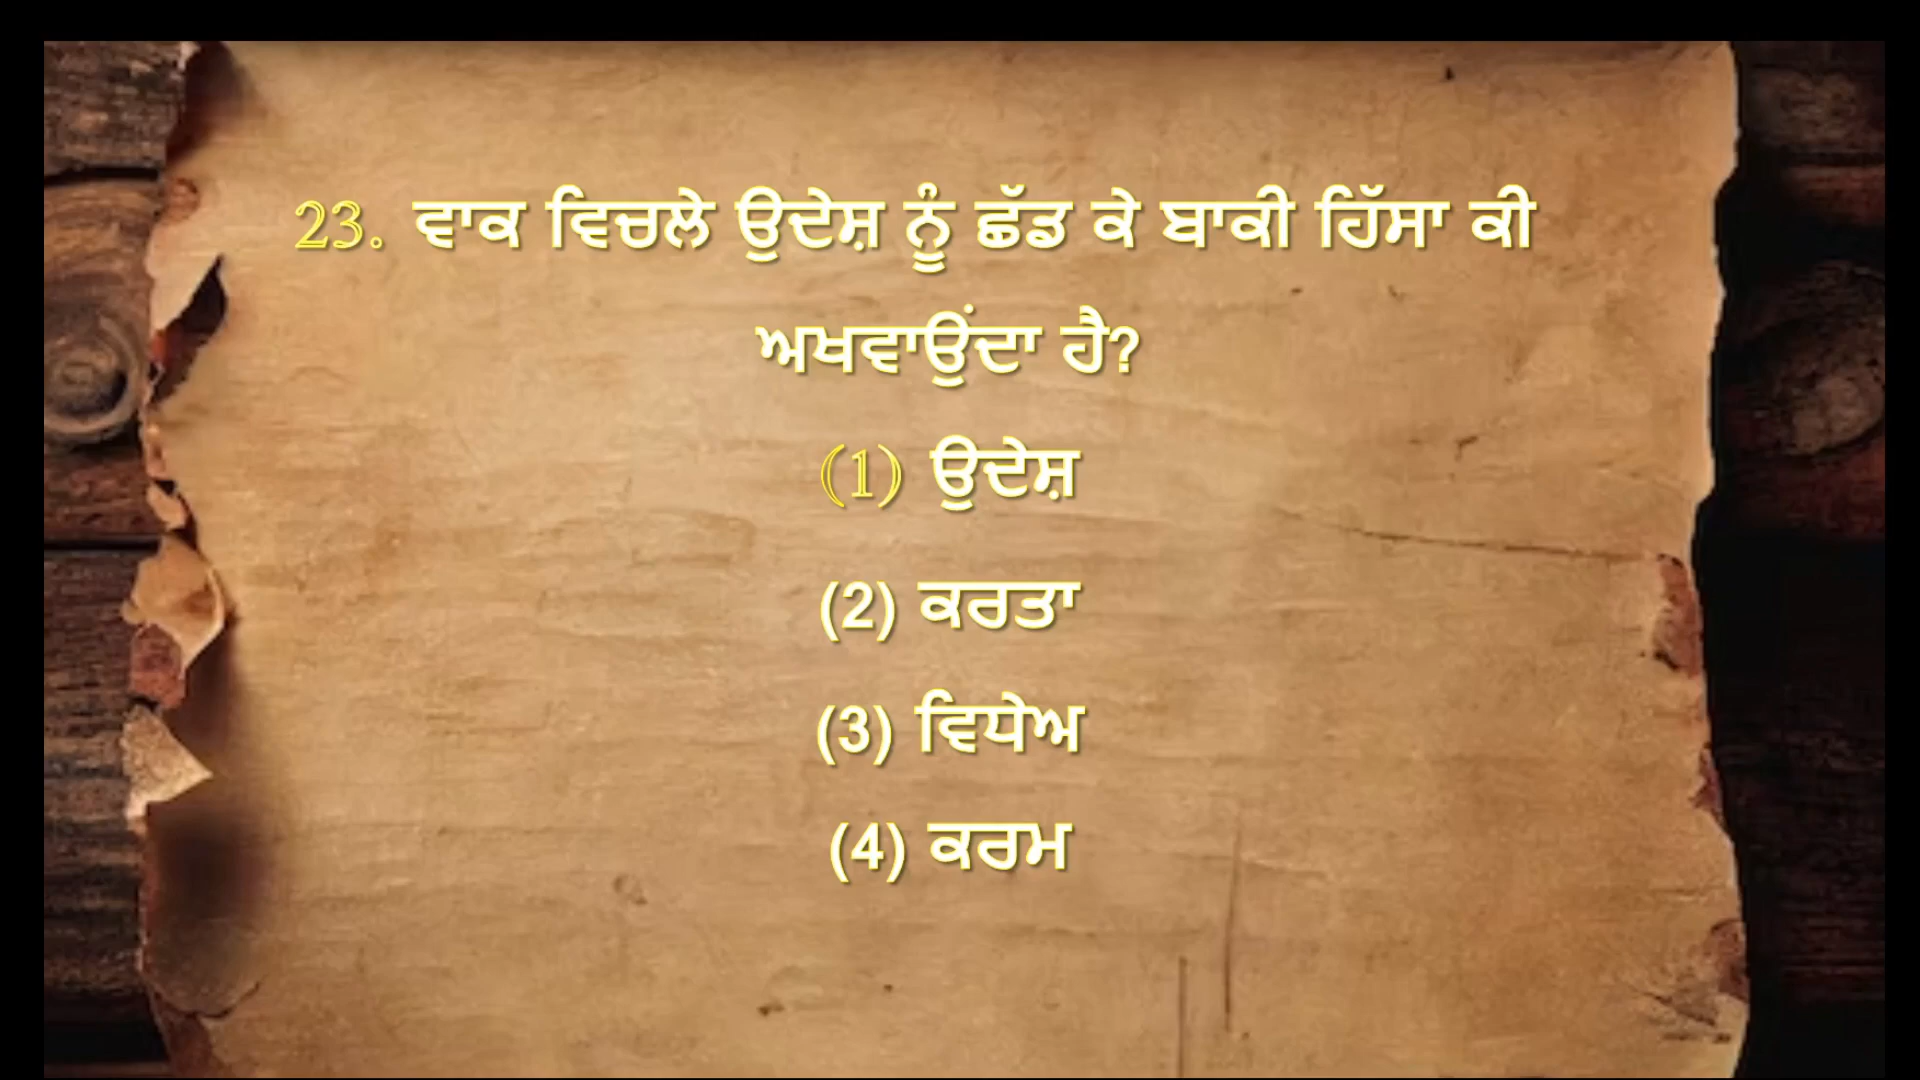 23. ਵਾਕ ਵਿਚਲੇ ਉਦੇਸ਼ ਨੂੰ ਛੱਡ ਕੇ ਬਾਕੀ ਹਿੱਸਾ ਕੀ
ਅਖਵਾਉਂਦਾ ਹੈ?
(1) ਉਦੇਸ਼
(2) ਕਰਤਾ
(3) ਵਿਧੇਅ
(4) ਕਰਮ